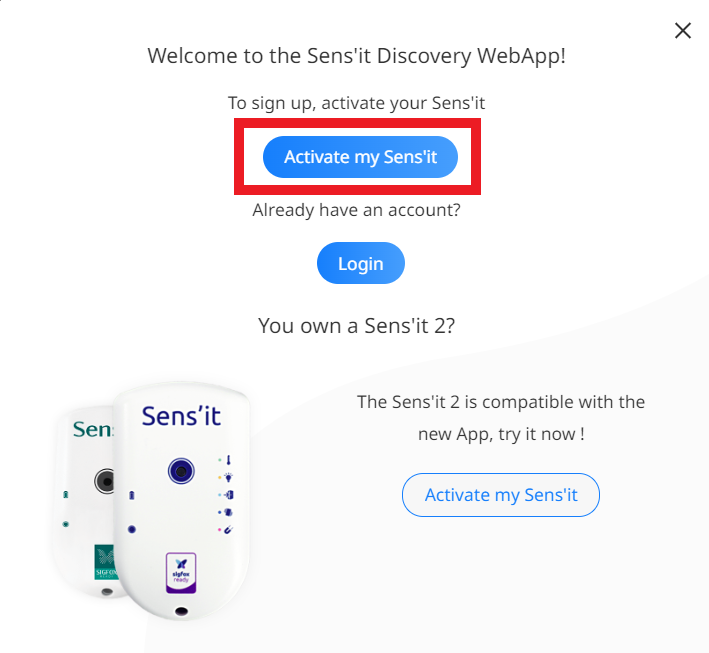 Welcome to the Sens'it Discovery WebApp!
To sign up, activate your Sens'it
Activate my Sens'it
Already have an account?
Login
You own a Sens'it 2?
The Sens'it 2 is compatible with the
new App, try it now !
Activate my Sens'it
Sens'it
Sens
sigfox
ready
SIGFOX